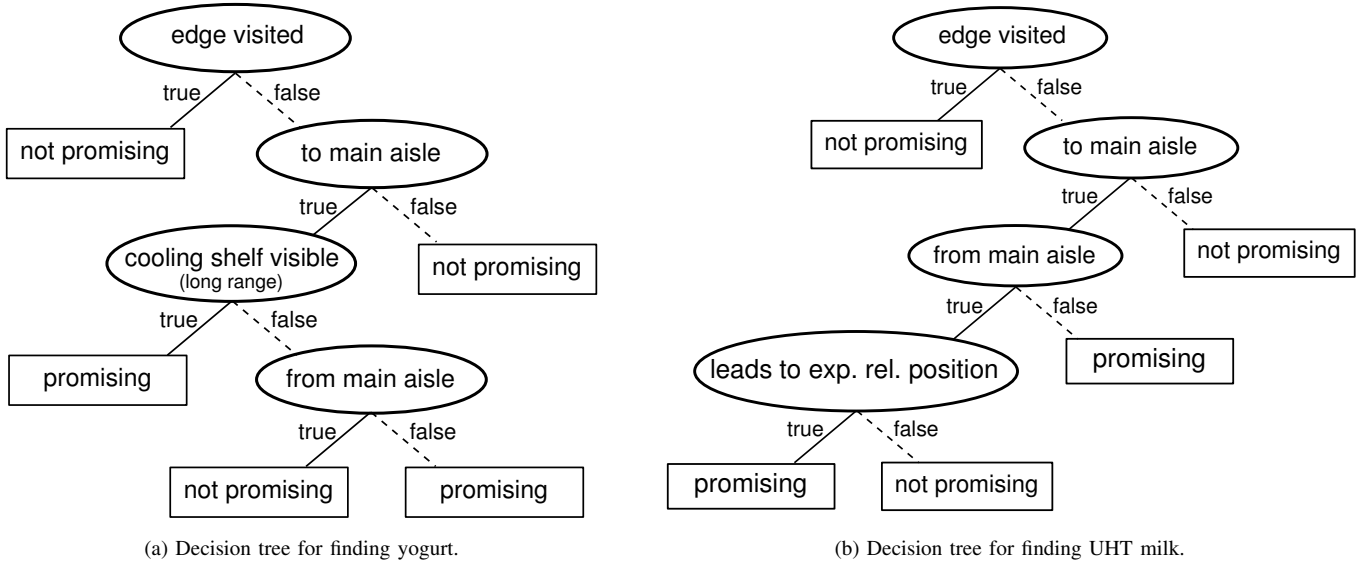 edge visited
true
false
not promising
to main aisle
true
false
cooling shelf visible
(long range)
not promising
true
false
promising
from main aisle
true
false
not promising
promising
(a) Decision tree for finding yogurt.
edge visited
true
false
not promising
to main aisle
true
false
from main aisle
not promising
true
false
leads to exp. rel. position
promising
true
false
promising
not promising
(b) Decision tree for finding UHT milk.